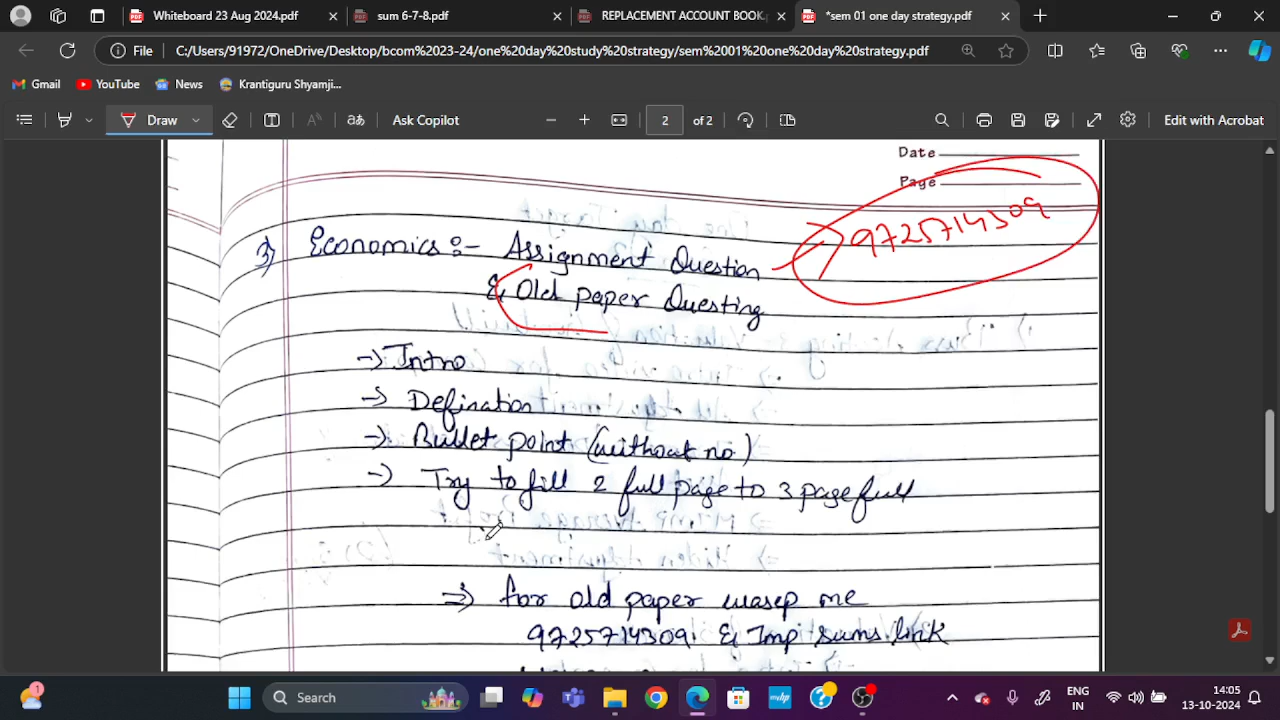 Whiteboard 23 Aug 2024.pdf
sum 6-7-8.pdf
REPLACEMENT ACCOUNT BOOK.
sem 01 one day strategy.pdf
File
C:/Users/91972/OneDrive/Desktop/bcom%2023-24/one%20day%20study%20strategy/sem%2001%20one%20day%20strategy.pdf
Gmail
YouTube
News
Krantiguru Shyamji...
Draw
Ask Copilot
2
of 2
Edit with Acrobat
Date
Page
9725714309
3) Economics :- Assignment Question
& Old paper Questing
→ Intro
→ Defination
→ Bullet point (without no)
→ Try to fill 2 full page to 3 page full
⇒ for old paper wasep me
9725714309. & Imp sums link
1
Search
ENG
IN
14:05
13-10-2024